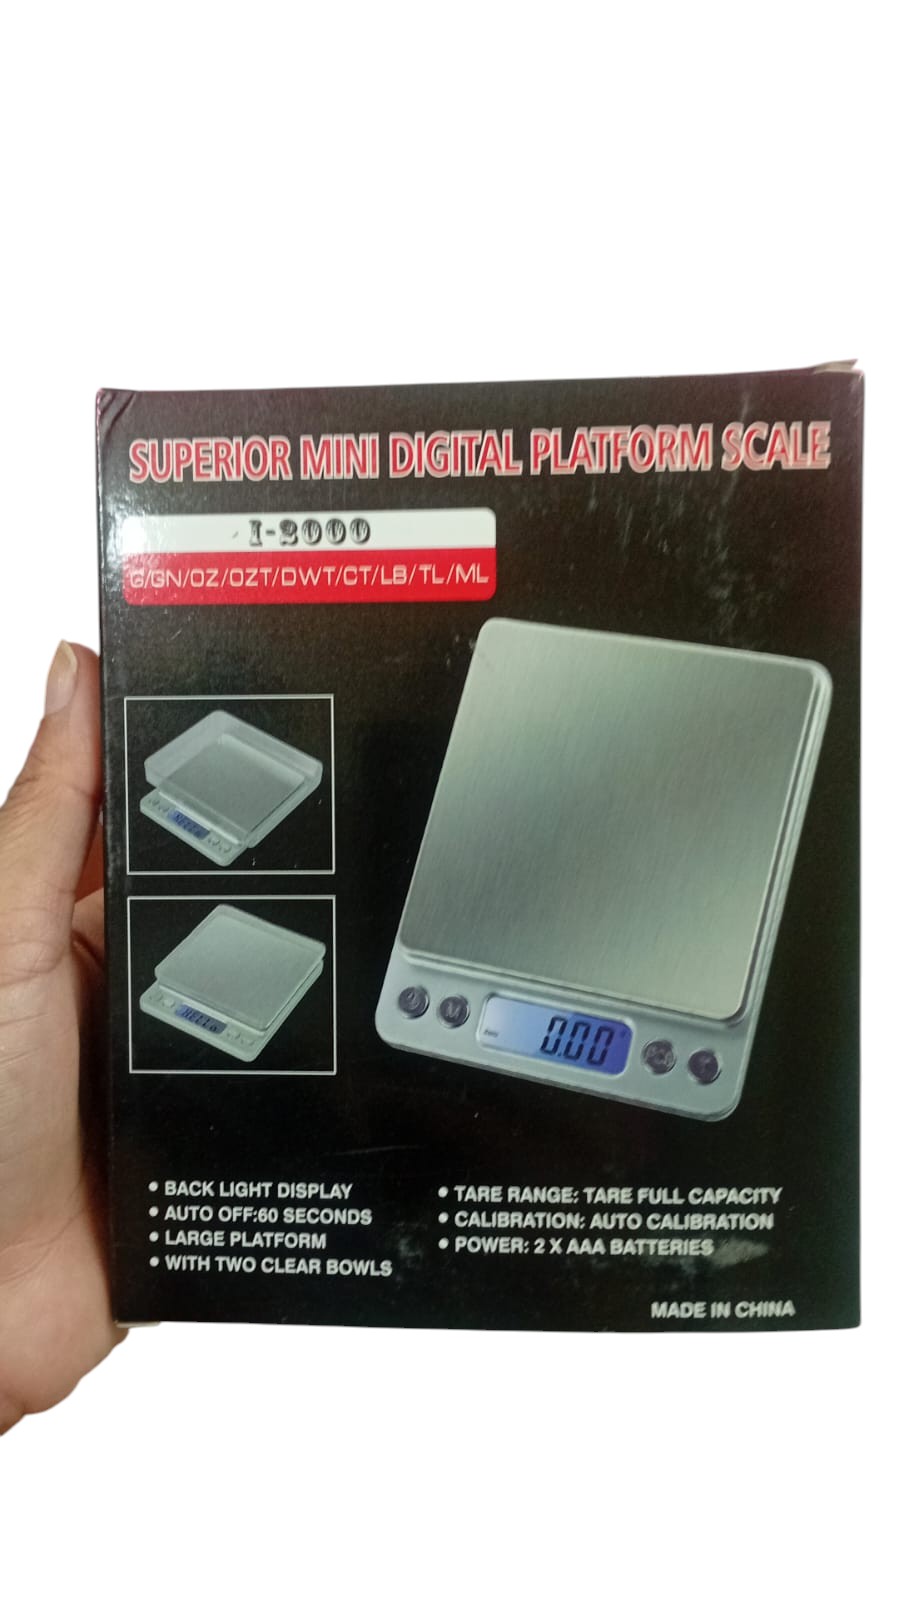 SUPERIOR MINI DIGITAL PLATFORM SCALE
I-2000
G/GN/OZ/OZT/DWT/CT/LB/TL/ML
0.00
• BACK LIGHT DISPLAY
• AUTO OFF:60 SECONDS
• LARGE PLATFORM
• WITH TWO CLEAR BOWLS
• TARE RANGE: TARE FULL CAPACITY
• CALIBRATION: AUTO CALIBRATION
• POWER: 2 X AAA BATTERIES
MADE IN CHINA